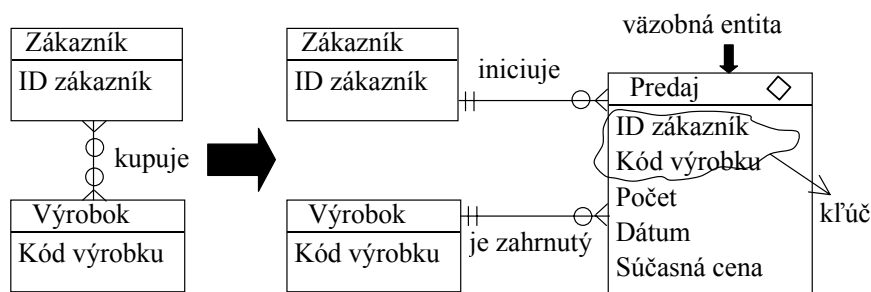 Zákazník
ID zákazník
kupuje
Výrobok
Kód výrobku
Zákazník
ID zákazník
iniciuje
Výrobok
Kód výrobku
je zahrnutý
väzobná entita
Predaj
ID zákazník
Kód výrobku
Počet
Dátum
Súčasná cena
kľúč